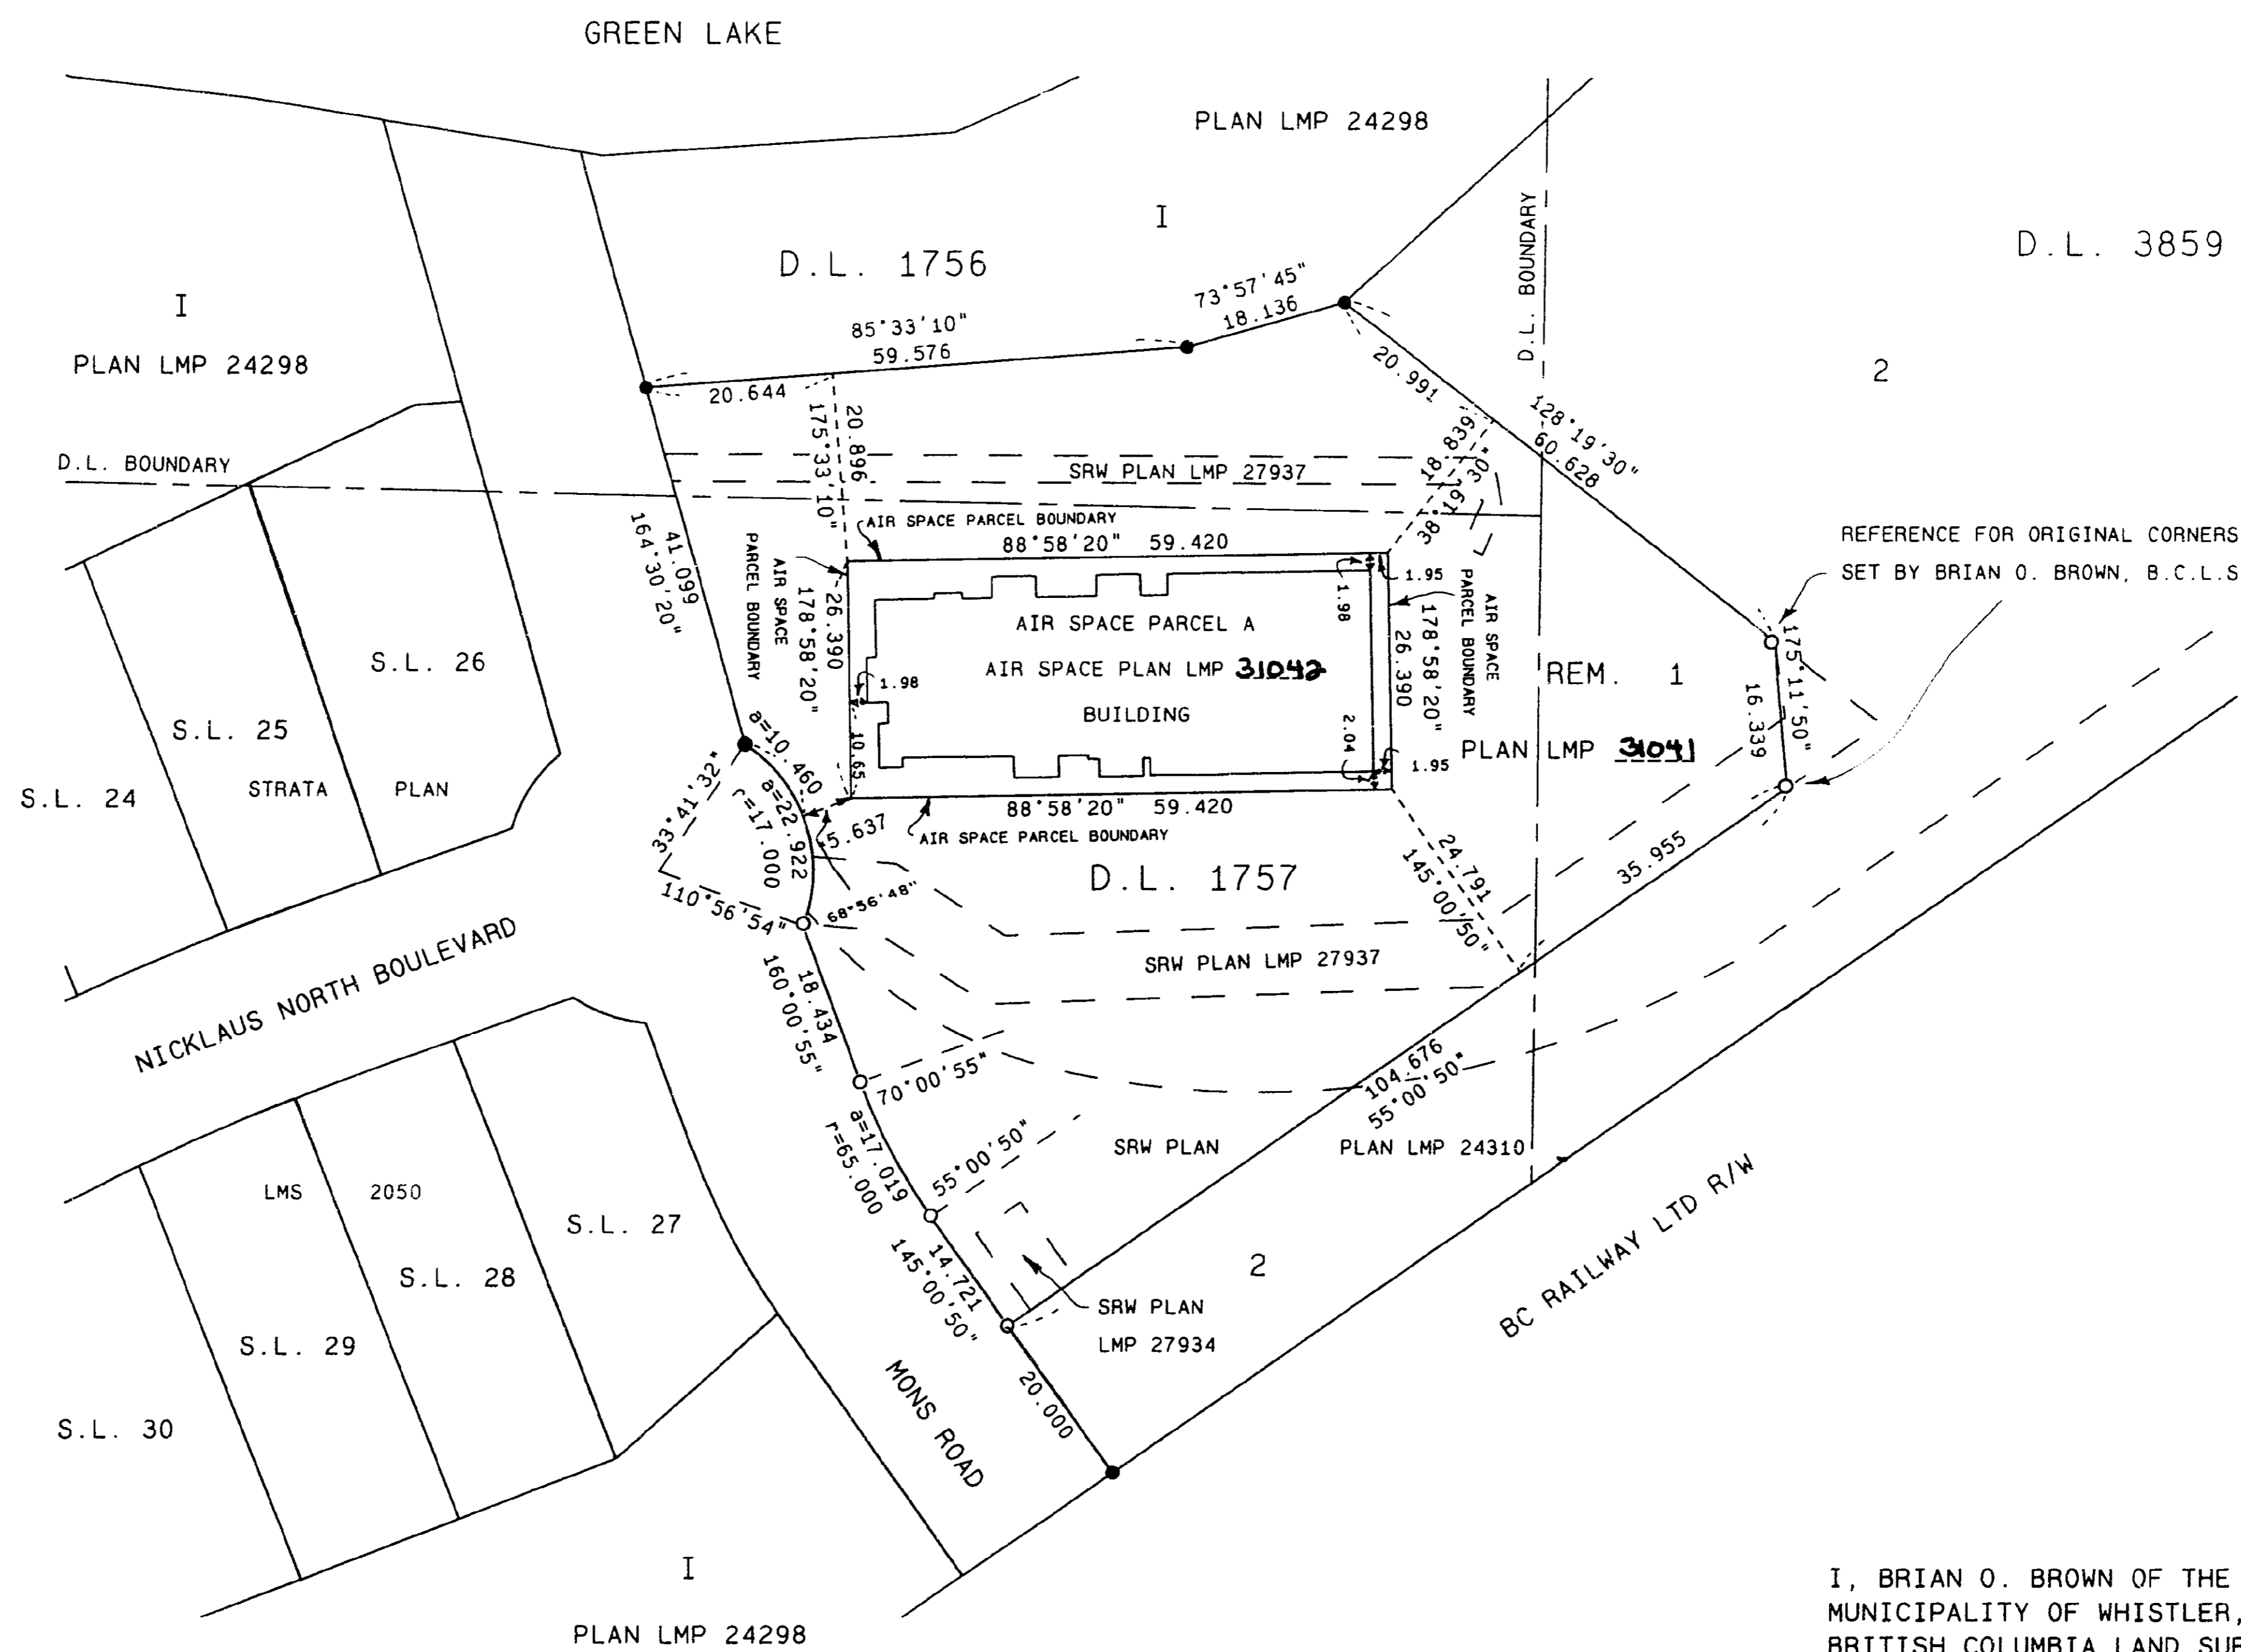 GREEN LAKE
PLAN LMP 24298
I
D.L. 1756
D.L. BOUNDARY
D.L. 3859
I
PLAN LMP 24298
85°33'10"
59.576
73°57'45"
18.136
20.644
20.896
175°33'10"
20.991
128°19'30"
60.628
2
18.839
38°19'30"
D.L. BOUNDARY
SRW PLAN LMP 27937
41.099
164°30'20"
AIR SPACE PARCEL BOUNDARY
88°58'20" 59.420
REFERENCE FOR ORIGINAL CORNERS
SET BY BRIAN O. BROWN, B.C.L.S
AIR SPACE
PARCEL BOUNDARY
26.390
178°58'20"
1.98
1.95
AIR SPACE
PARCEL BOUNDARY
178°58'20"
26.390
AIR SPACE PARCEL A
AIR SPACE PLAN LMP 31042
BUILDING
1.98
10.65
2.04
1.95
REM. 1
PLAN LMP 31041
175°11'50"
16.339
S.L. 26
S.L. 25
S.L. 24
STRATA PLAN
a=10.460
a=22.922
r=17.000
33°41'32"
110°56'54"
68°56'48"
5.637
88°58'20" 59.420
AIR SPACE PARCEL BOUNDARY
D.L. 1757
24.791
145°00'50"
35.955
NICKLAUS NORTH BOULEVARD
SRW PLAN LMP 27937
18.434
160°00'55"
70°00'55"
104.676
55°00'50"
a=17.019
r=65.000
55°00'50"
SRW PLAN
PLAN LMP 24310
LMS 2050
S.L. 27
S.L. 28
S.L. 29
S.L. 30
14.721
145°00'50"
2
SRW PLAN
LMP 27934
BC RAILWAY LTD R/W
20.000
MONS ROAD
I
PLAN LMP 24298
I, BRIAN O. BROWN OF THE
MUNICIPALITY OF WHISTLER,
BRITISH COLUMBIA LAND SUR